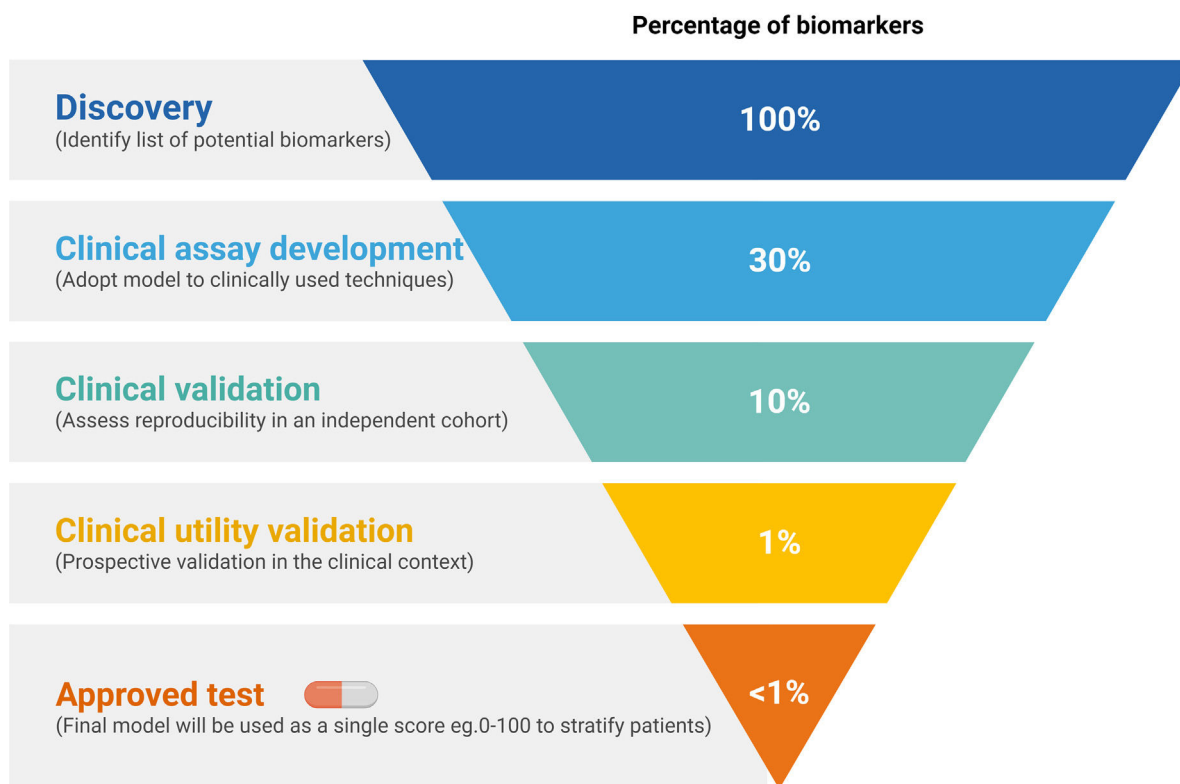 Percentage of biomarkers
Discovery
(Identify list of potential biomarkers)
100%
Clinical assay development
(Adopt model to clinically used techniques)
30%
Clinical validation
(Assess reproducibility in an independent cohort)
10%
Clinical utility validation
(Prospective validation in the clinical context)
1%
Approved test
(Final model will be used as a single score eg.0-100 to stratify patients)
<1%